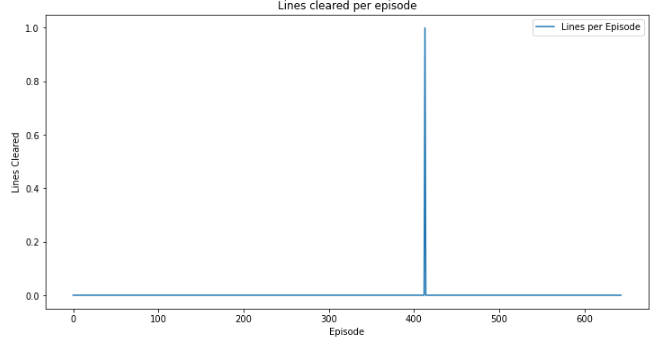 Lines cleared per episode
Lines per Episode
Lines Cleared
1.0
0.8
0.6
0.4
0.2
0.0
0 100 200 300 400 500 600
Episode